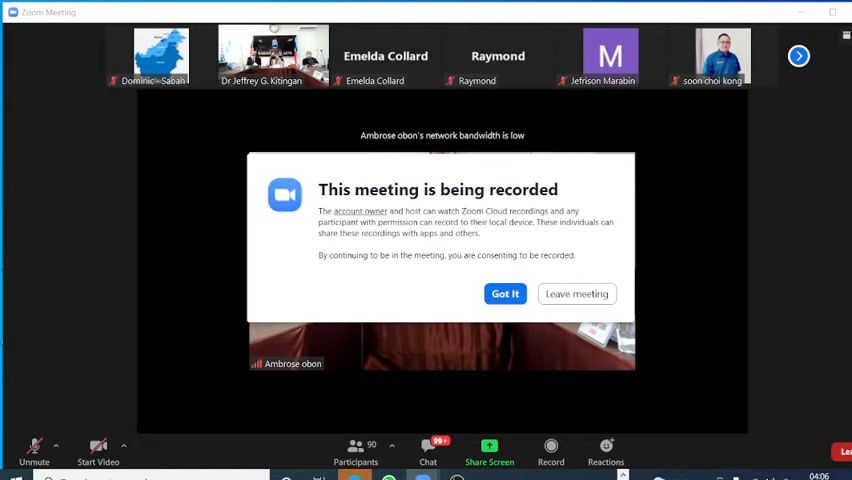 Zoom Meeting
Emelda Collard
Raymond
M
Dominic - Sabah
Dr Jeffrey G. Kitingan
Emelda Collard
Raymond
Jefrison Marabin
soon choi kong
Ambrose obon's network bandwidth is low
This meeting is being recorded
The account owner and host can watch Zoom Cloud recordings and any
participant with permission can record to their local device. These individuals can
share these recordings with apps and others.
By continuing to be in the meeting, you are consenting to be recorded.
Got It
Leave meeting
Ambrose obon
90
99+
Unmute
Start Video
Participants
Chat
Share Screen
Record
Reactions
Lea
04:06